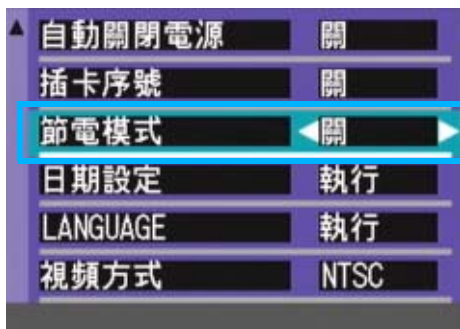 自動關閉電源 關
插卡序號 關
節電模式 關
日期設定 執行
LANGUAGE 執行
視頻方式 NTSC